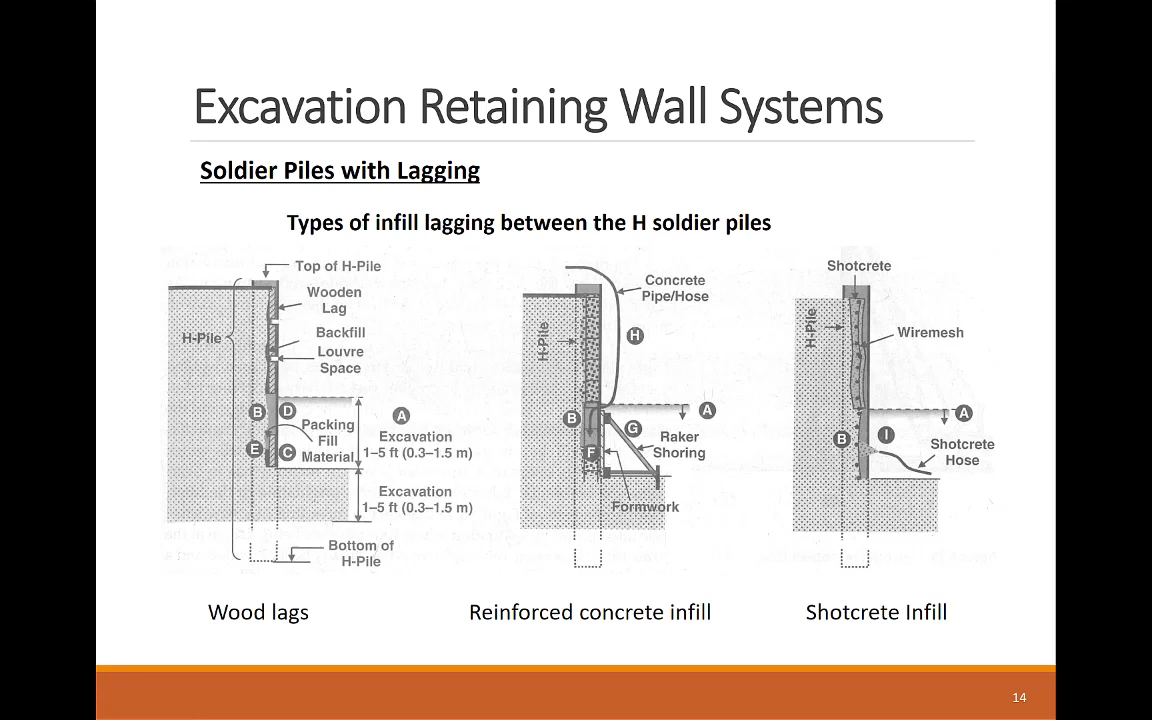 Excavation Retaining Wall Systems
Soldier Piles with Lagging
Types of infill lagging between the H soldier piles
Top of H-Pile
Wooden
Lag
H-Pile
Backfill
Louvre
Space
B
D
A
Packing
Fill
Material
E
C
Excavation
1–5 ft (0.3–1.5 m)
Excavation
1–5 ft (0.3–1.5 m)
Bottom of
H-Pile
Wood lags
Concrete
Pipe/Hose
H-Pile
H
A
B
G
Raker
Shoring
F
Formwork
Reinforced concrete infill
Shotcrete
H-Pile
Wiremesh
A
B
I
Shotcrete
Hose
Shotcrete Infill
14